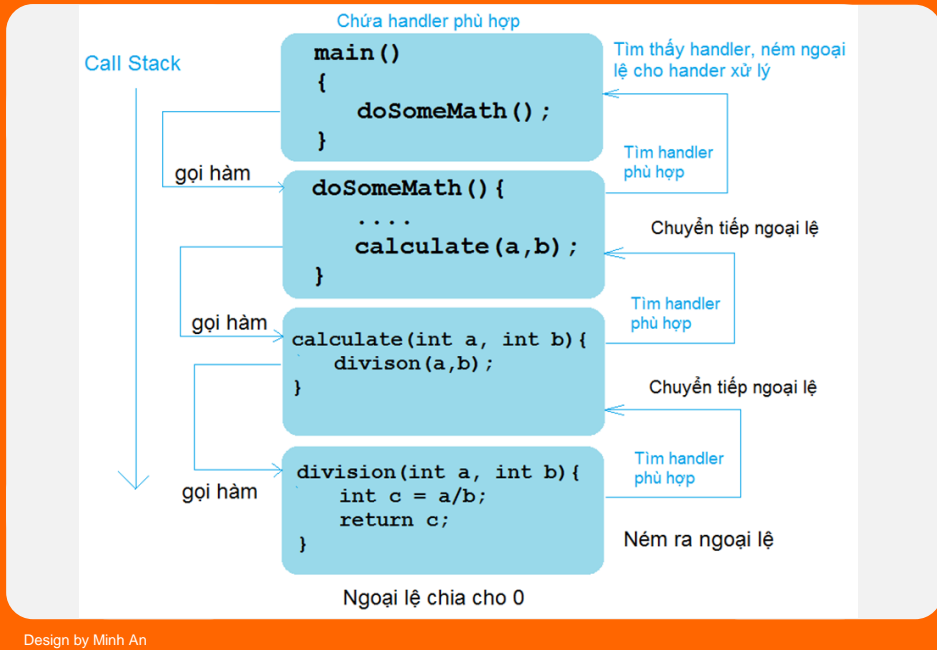 Chứa handler phù hợp
Call Stack
main()
{
doSomeMath();
}
Tìm thấy handler, ném ngoại
lệ cho hander xử lý
Tìm handler
phù hợp
gọi hàm
doSomeMath(){
....
calculate(a,b);
}
Chuyển tiếp ngoại lệ
Tìm handler
phù hợp
gọi hàm
calculate(int a, int b){
divison(a,b);
}
Chuyển tiếp ngoại lệ
Tìm handler
phù hợp
gọi hàm
division(int a, int b){
int c = a/b;
return c;
}
Ném ra ngoại lệ
Ngoại lệ chia cho 0
Design by Minh An